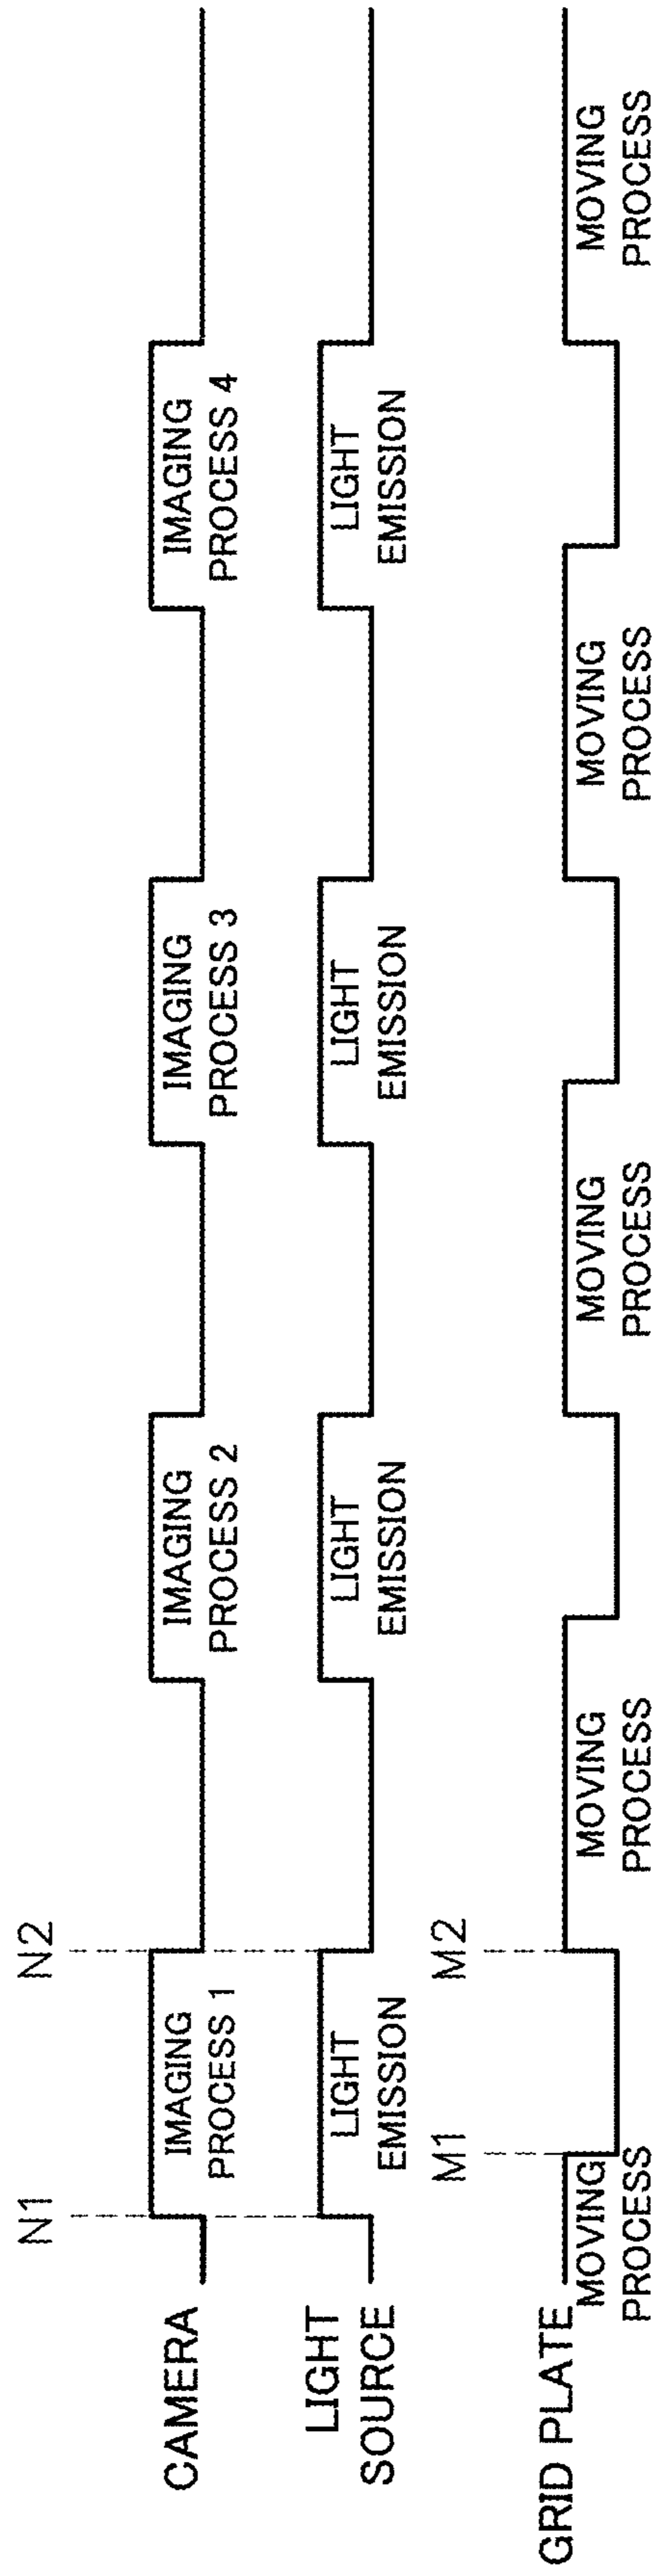 N1
N2
CAMERA
IMAGING
PROCESS 1
IMAGING
PROCESS 2
IMAGING
PROCESS 3
IMAGING
PROCESS 4
LIGHT
SOURCE
LIGHT
EMISSION
LIGHT
EMISSION
LIGHT
EMISSION
LIGHT
EMISSION
M1
M2
GRID PLATE
MOVING
PROCESS
MOVING
PROCESS
MOVING
PROCESS
MOVING
PROCESS
MOVING
PROCESS